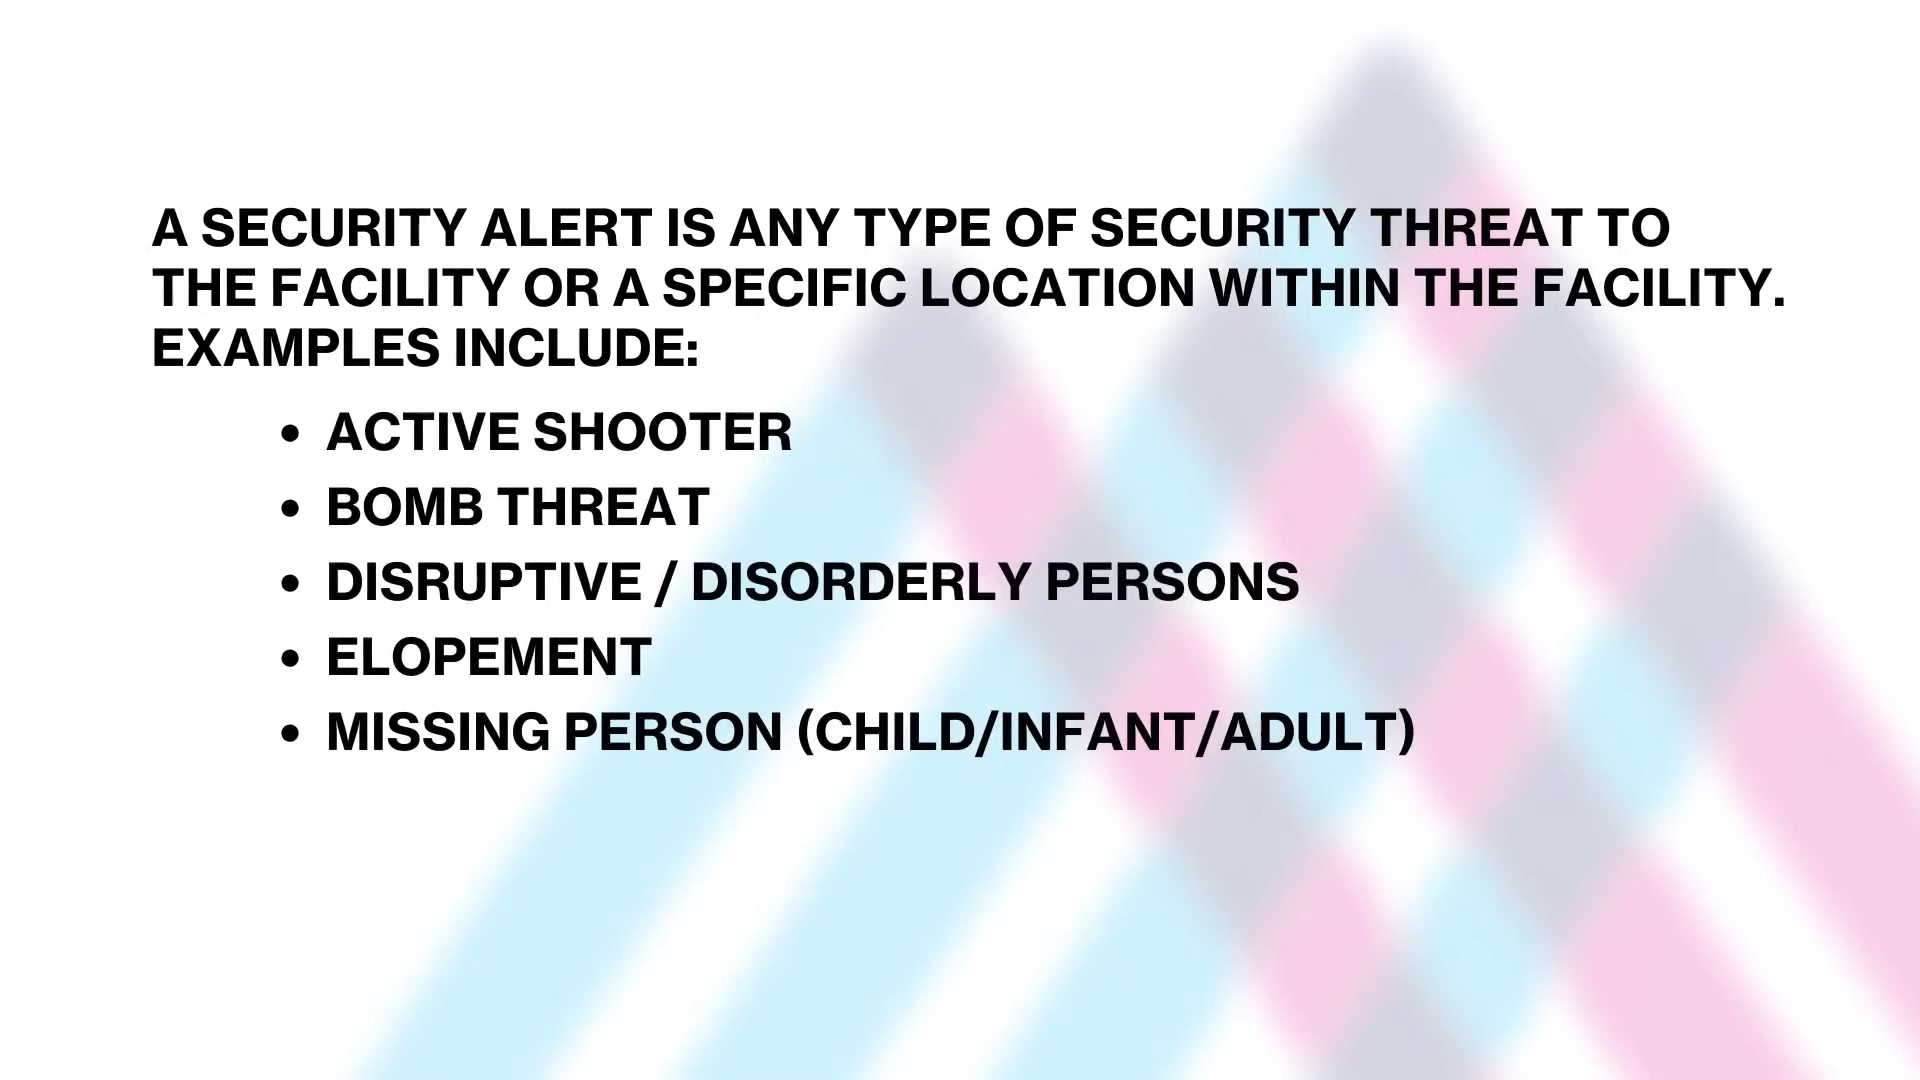 A SECURITY ALERT IS ANY TYPE OF SECURITY THREAT TO
THE FACILITY OR A SPECIFIC LOCATION WITHIN THE FACILITY.
EXAMPLES INCLUDE:
• ACTIVE SHOOTER
• BOMB THREAT
• DISRUPTIVE / DISORDERLY PERSONS
• ELOPEMENT
• MISSING PERSON (CHILD/INFANT/ADULT)